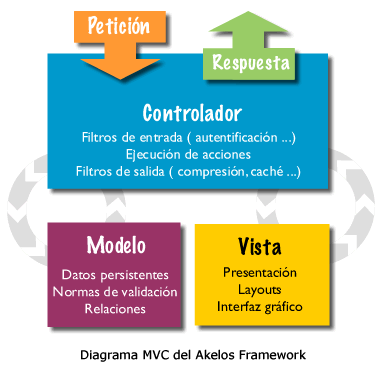 Petición
Respuesta
Controlador
Filtros de entrada ( autentificación ...)
Ejecución de acciones
Filtros de salida ( compresión, caché ...)
Modelo
Datos persistentes
Normas de validación
Relaciones
Vista
Presentación
Layouts
Interfaz gráfico
Diagrama MVC del Akelos Framework